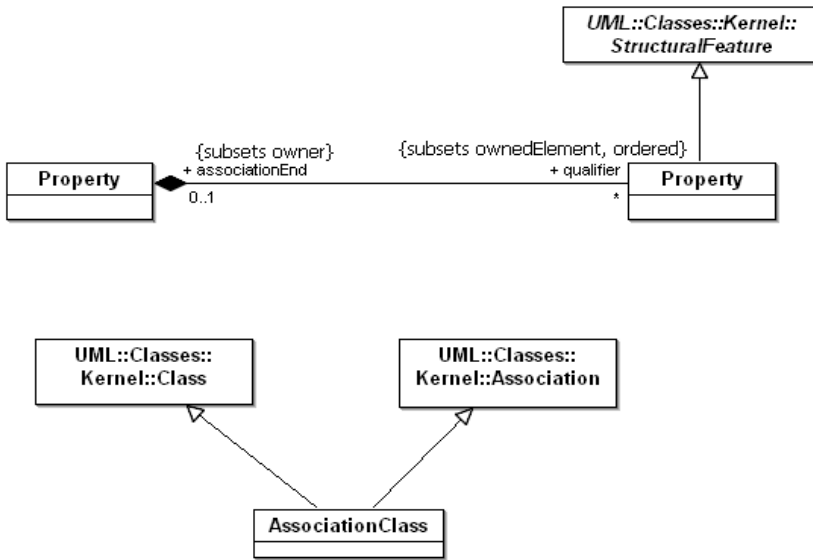 UML::Classes::Kernel::
StructuralFeature
{subsets owner}
{subsets ownedElement, ordered}
Property
+ associationEnd
+ qualifier
Property
0..1
*
UML::Classes::
Kernel::Class
UML::Classes::
Kernel::Association
AssociationClass